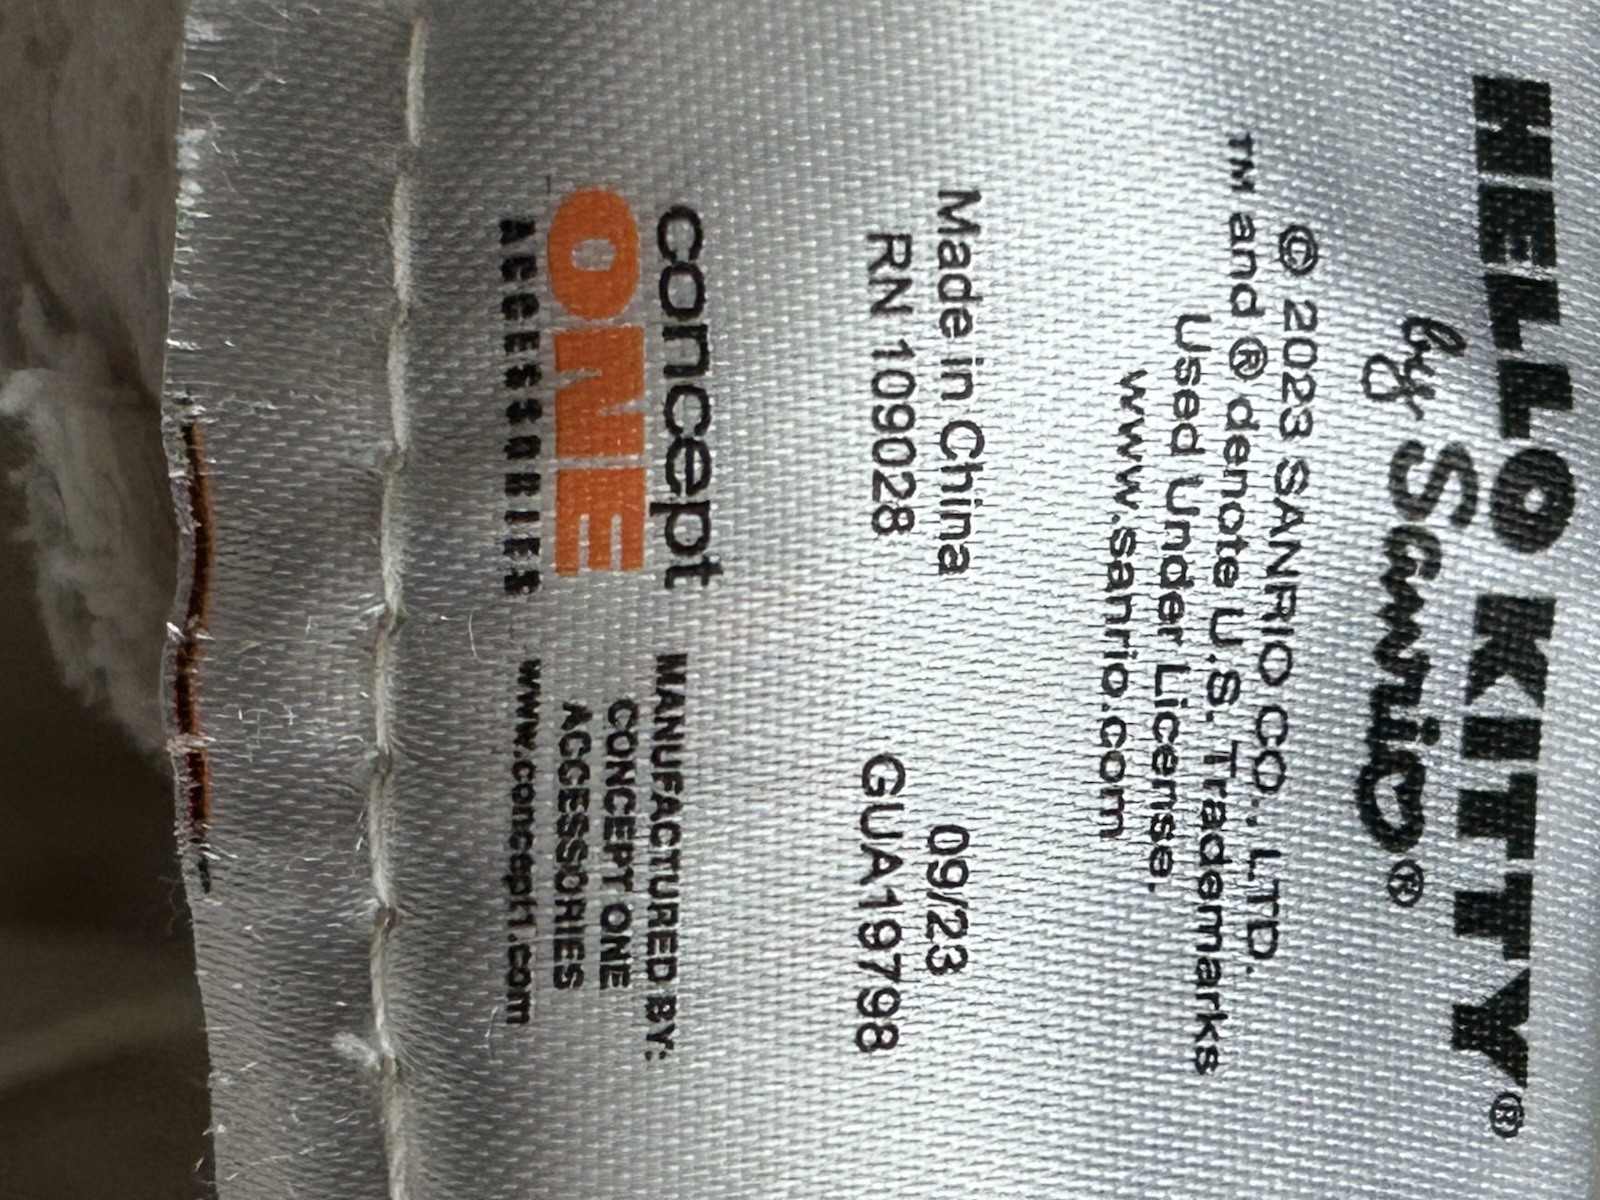 HELLO KITTY®
by Sanrio®
© 2023 SANRIO CO., LTD.
™ and ® denote U.S. Trademarks
Used Under License.
www.sanrio.com
Made in China 09/23
RN 109028 GUA19798
concept
ONE
ACCESSORIES
MANUFACTURED BY:
CONCEPT ONE
ACCESSORIES
www.concept1.com